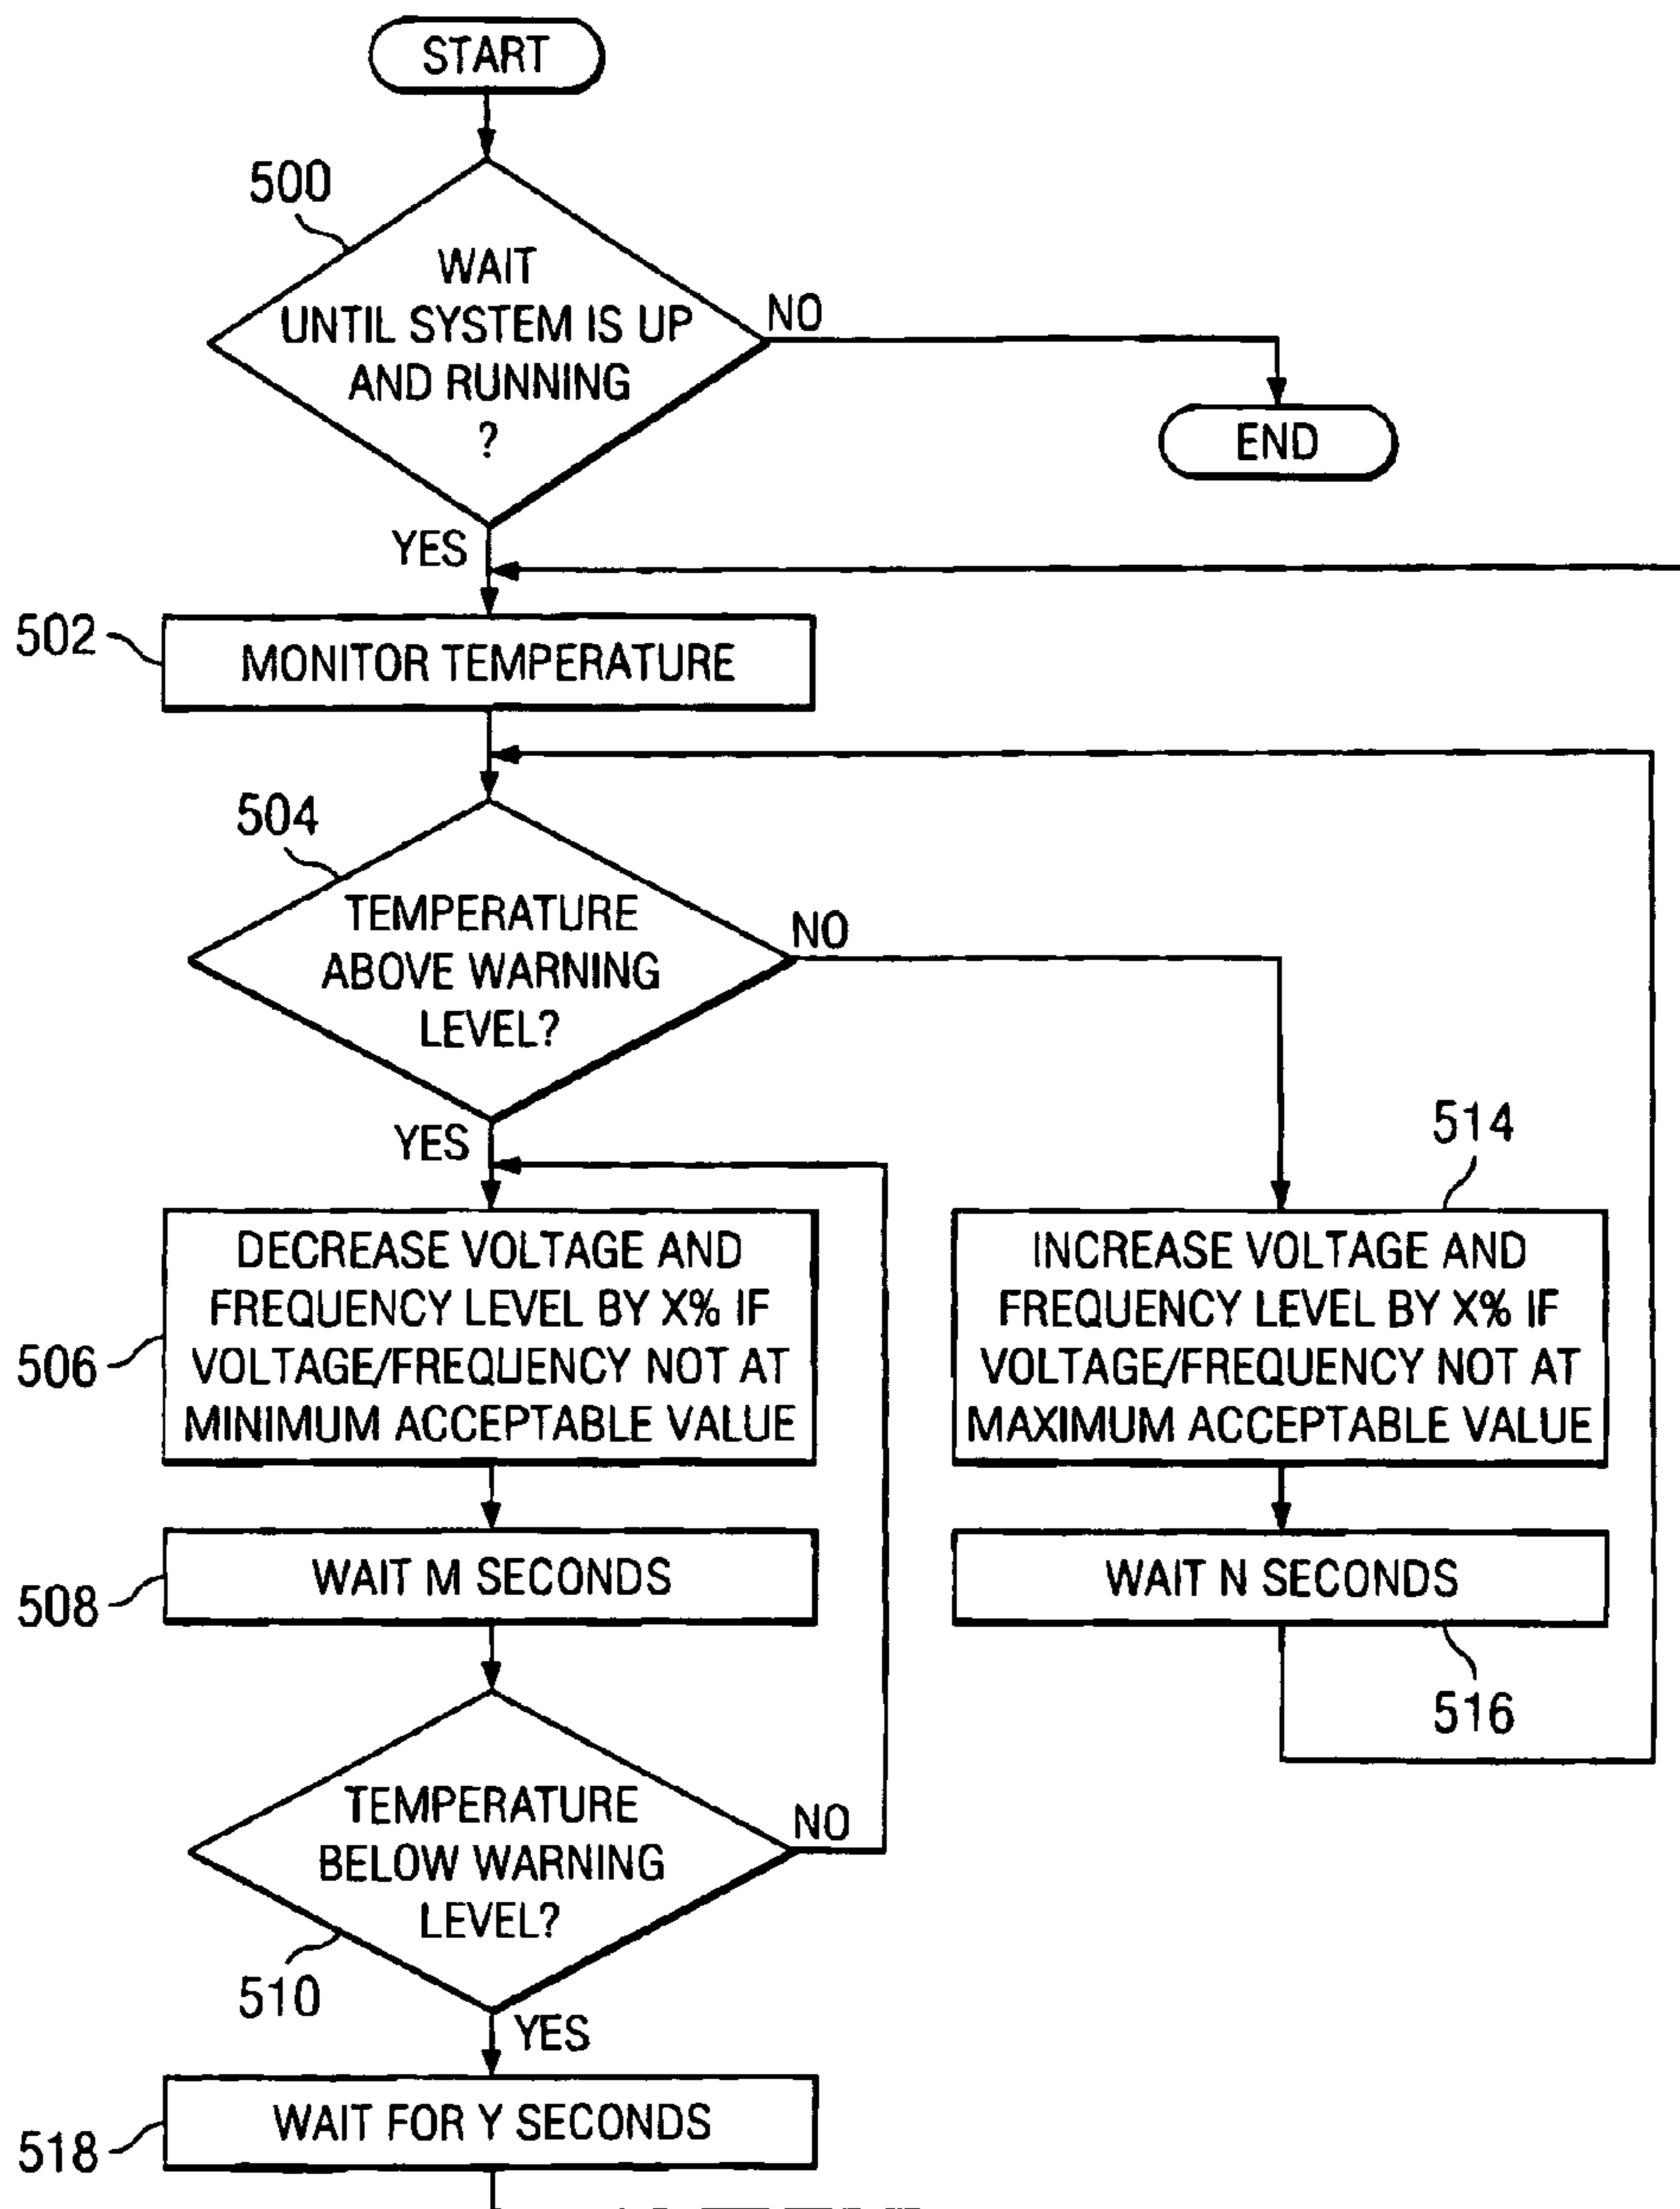 START
500
WAIT
UNTIL SYSTEM IS UP
AND RUNNING
?
NO
END
YES
502
MONITOR TEMPERATURE
504
TEMPERATURE
ABOVE WARNING
LEVEL?
NO
YES
514
506
DECREASE VOLTAGE AND
FREQUENCY LEVEL BY X% IF
VOLTAGE/FREQUENCY NOT AT
MINIMUM ACCEPTABLE VALUE
INCREASE VOLTAGE AND
FREQUENCY LEVEL BY X% IF
VOLTAGE/FREQUENCY NOT AT
MAXIMUM ACCEPTABLE VALUE
508
WAIT M SECONDS
WAIT N SECONDS
516
TEMPERATURE
BELOW WARNING
LEVEL?
NO
510
YES
518
WAIT FOR Y SECONDS